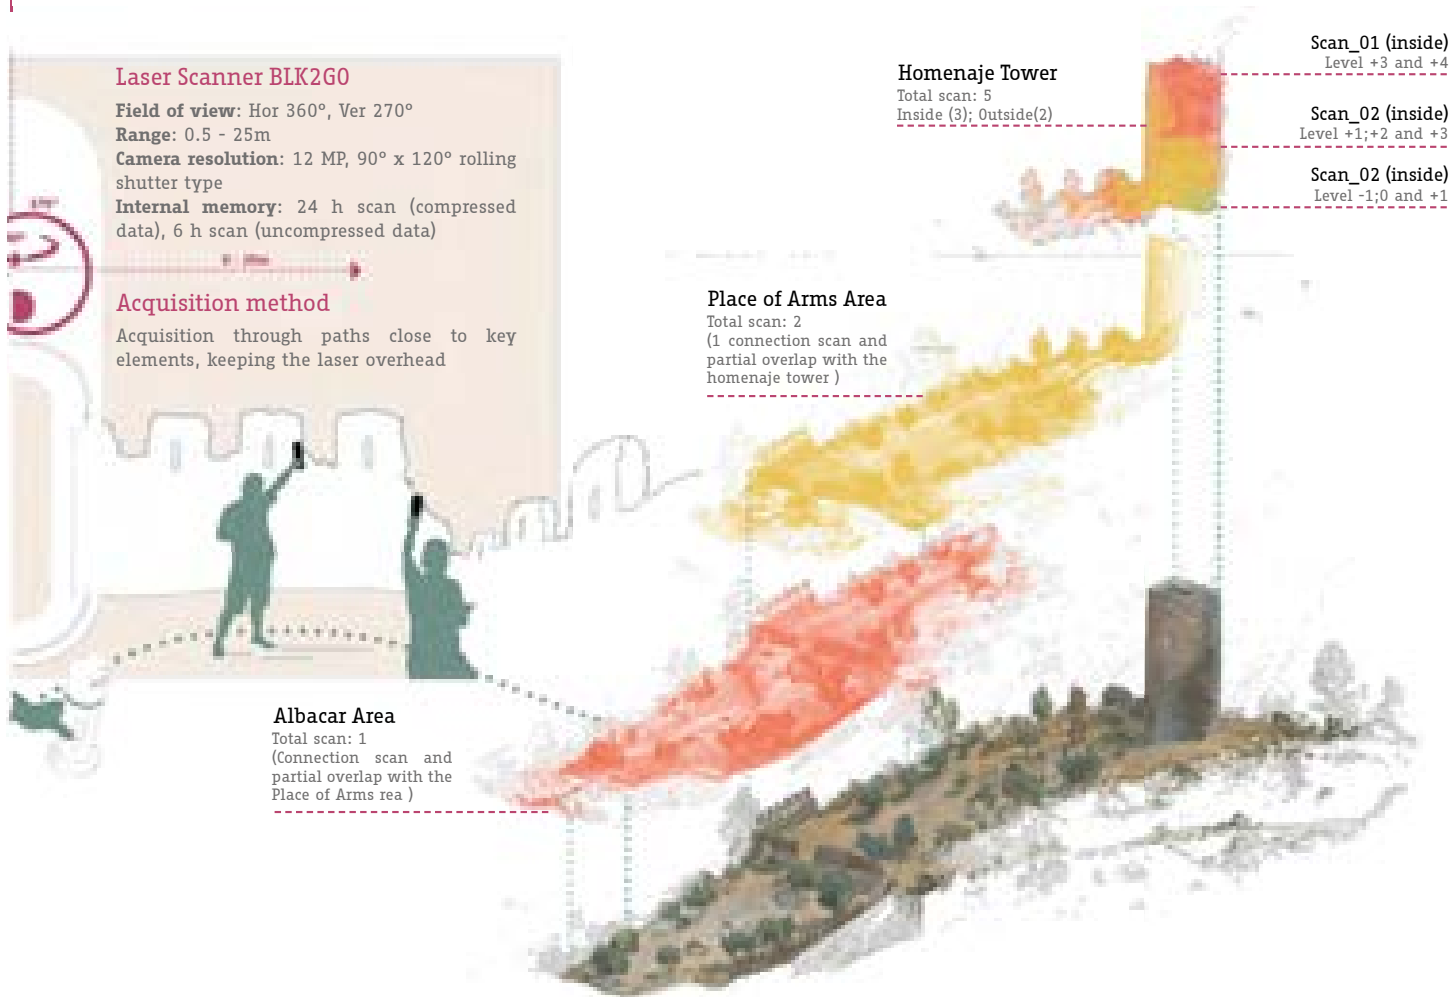 Laser Scanner BLK2GO
Field of view: Hor 360°, Ver 270°
Range: 0.5 - 25m
Camera resolution: 12 MP, 90° x 120° rolling
shutter type
Internal memory: 24 h scan (compressed
data), 6 h scan (uncompressed data)
Acquisition method
Acquisition through paths close to key
elements, keeping the laser overhead
Homenaje Tower
Total scan: 5
Inside (3); Outside(2)
Scan_01 (inside)
Level +3 and +4
Scan_02 (inside)
Level +1;+2 and +3
Scan_02 (inside)
Level -1;0 and +1
Place of Arms Area
Total scan: 2
(1 connection scan and
partial overlap with the
homenaje tower )
Albacar Area
Total scan: 1
(Connection scan and
partial overlap with the
Place of Arms rea )